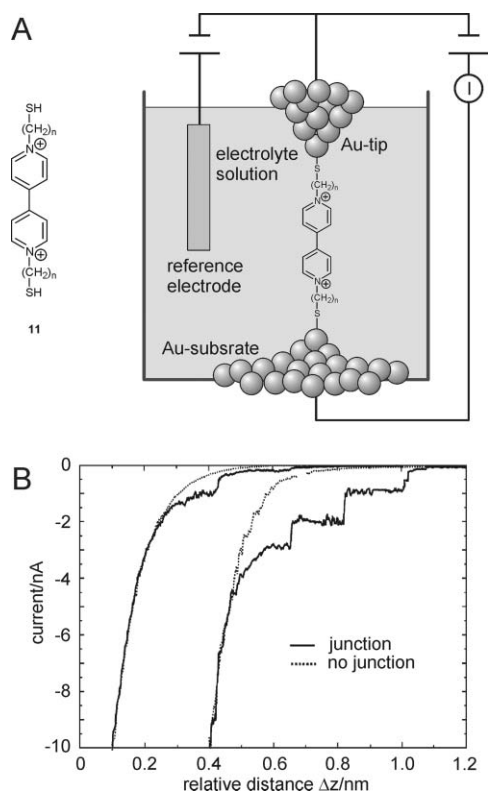 A
SH
(CH₂)n
N⊕
N⊕
(CH₂)n
SH
11
I
Au-tip
electrolyte
solution
S
(CH₂)n
N⊕
N⊕
(CH₂)n
S
reference
electrode
Au-subsrate
B
current/nA
0
-2
-4
-6
-8
-10
junction
no junction
0
0.2
0.4
0.6
0.8
1.0
1.2
relative distance Δz/nm